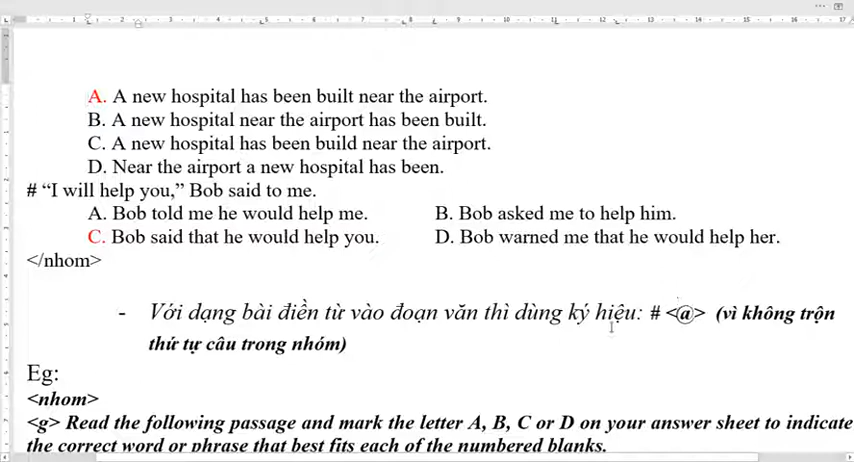 A. A new hospital has been built near the airport.
B. A new hospital near the airport has been built.
C. A new hospital has been build near the airport.
D. Near the airport a new hospital has been.
# “I will help you,” Bob said to me.
A. Bob told me he would help me. B. Bob asked me to help him.
C. Bob said that he would help you. D. Bob warned me that he would help her.
</nhom>
- Với dạng bài điền từ vào đoạn văn thì dùng ký hiệu: # <@> (vì không trộn
thứ tự câu trong nhóm)
Eg:
<nhom>
<g> Read the following passage and mark the letter A, B, C or D on your answer sheet to indicate
the correct word or phrase that best fits each of the numbered blanks.